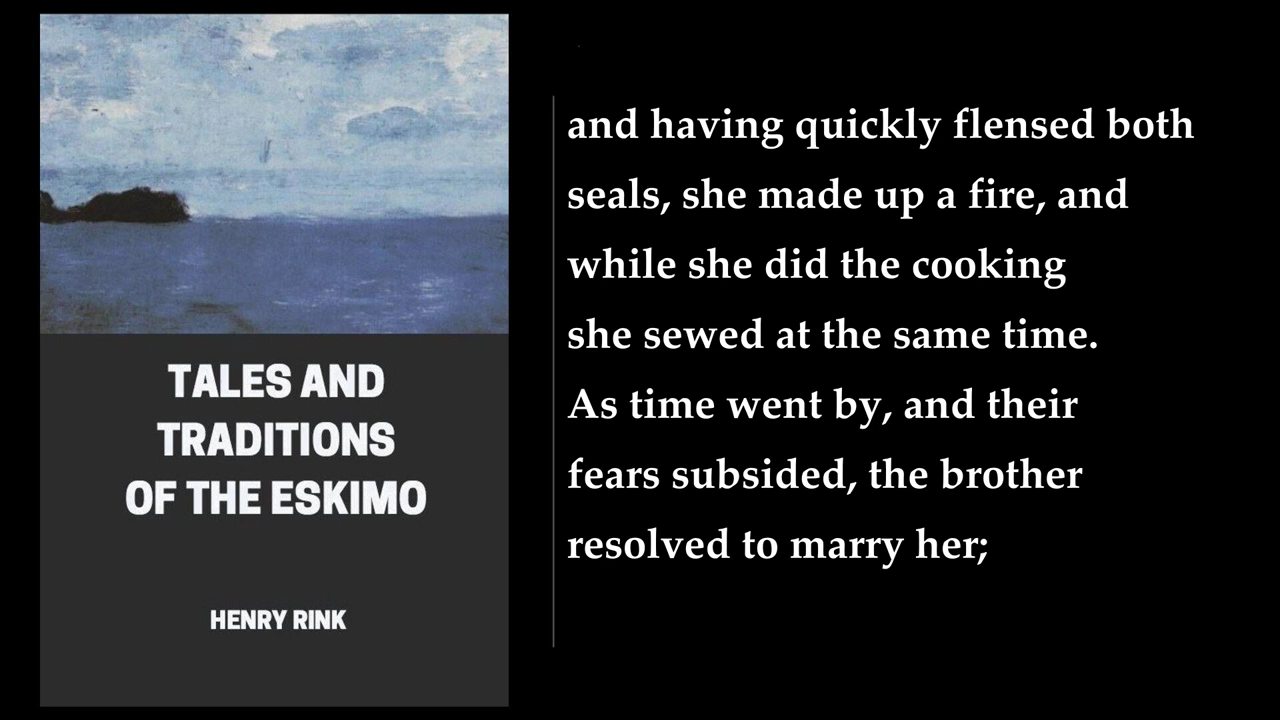 TALES AND
TRADITIONS
OF THE ESKIMO
HENRY RINK
and having quickly flensed both
seals, she made up a fire, and
while she did the cooking
she sewed at the same time.
As time went by, and their
fears subsided, the brother
resolved to marry her;